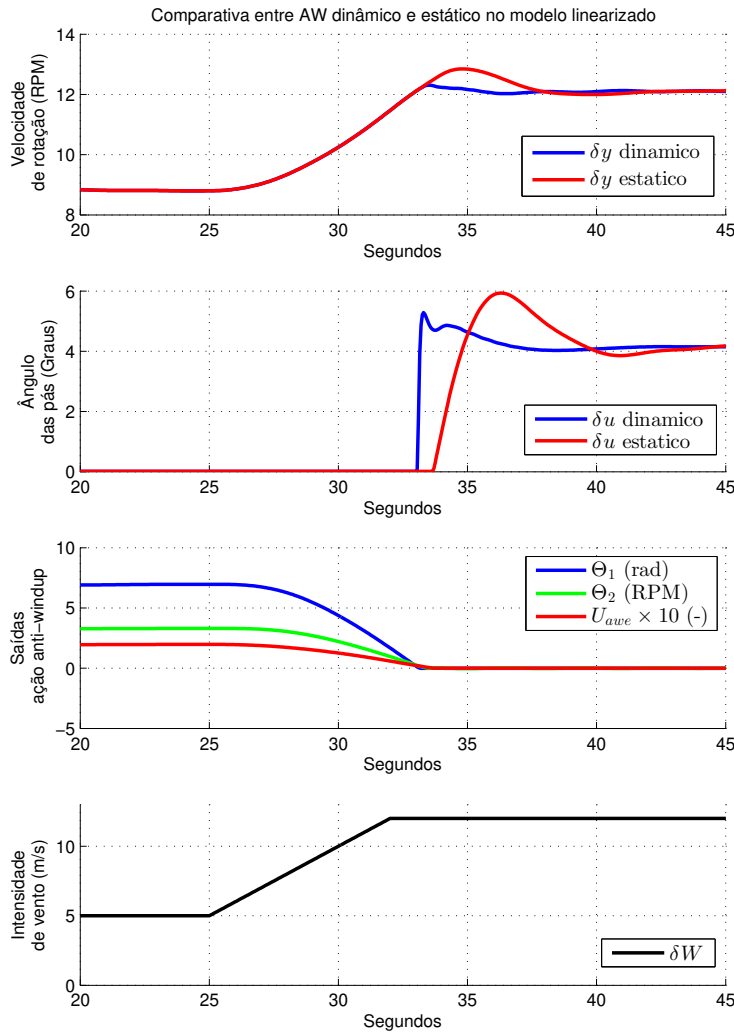 Comparativa entre AW dinâmico e estático no modelo linearizado
14
12
10
8
20
25
30
35
40
45
Velocidade
de rotação (RPM)
Segundos
δy dinamico
δy estatico
6
4
2
0
20
25
30
35
40
45
Ângulo
das pás (Graus)
Segundos
δu dinamico
δu estatico
10
5
0
−5
20
25
30
35
40
45
Saídas
ação anti−windup
Segundos
Θ₁ (rad)
Θ₂ (RPM)
U_awe × 10 (-)
10
5
0
20
25
30
35
40
45
Intensidade
de vento (m/s)
Segundos
δW